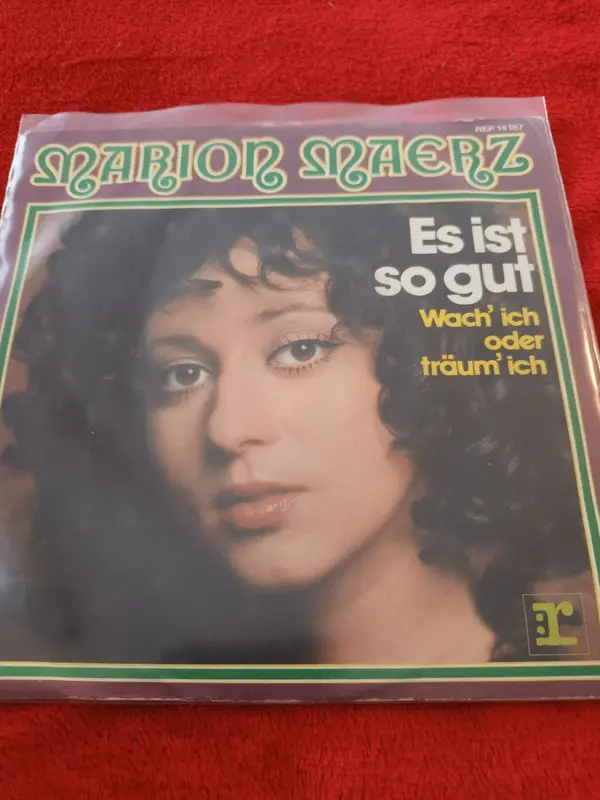 REP 14 187
MARION MAERZ
Es ist
so gut
Wach' ich
oder
träum' ich
:r